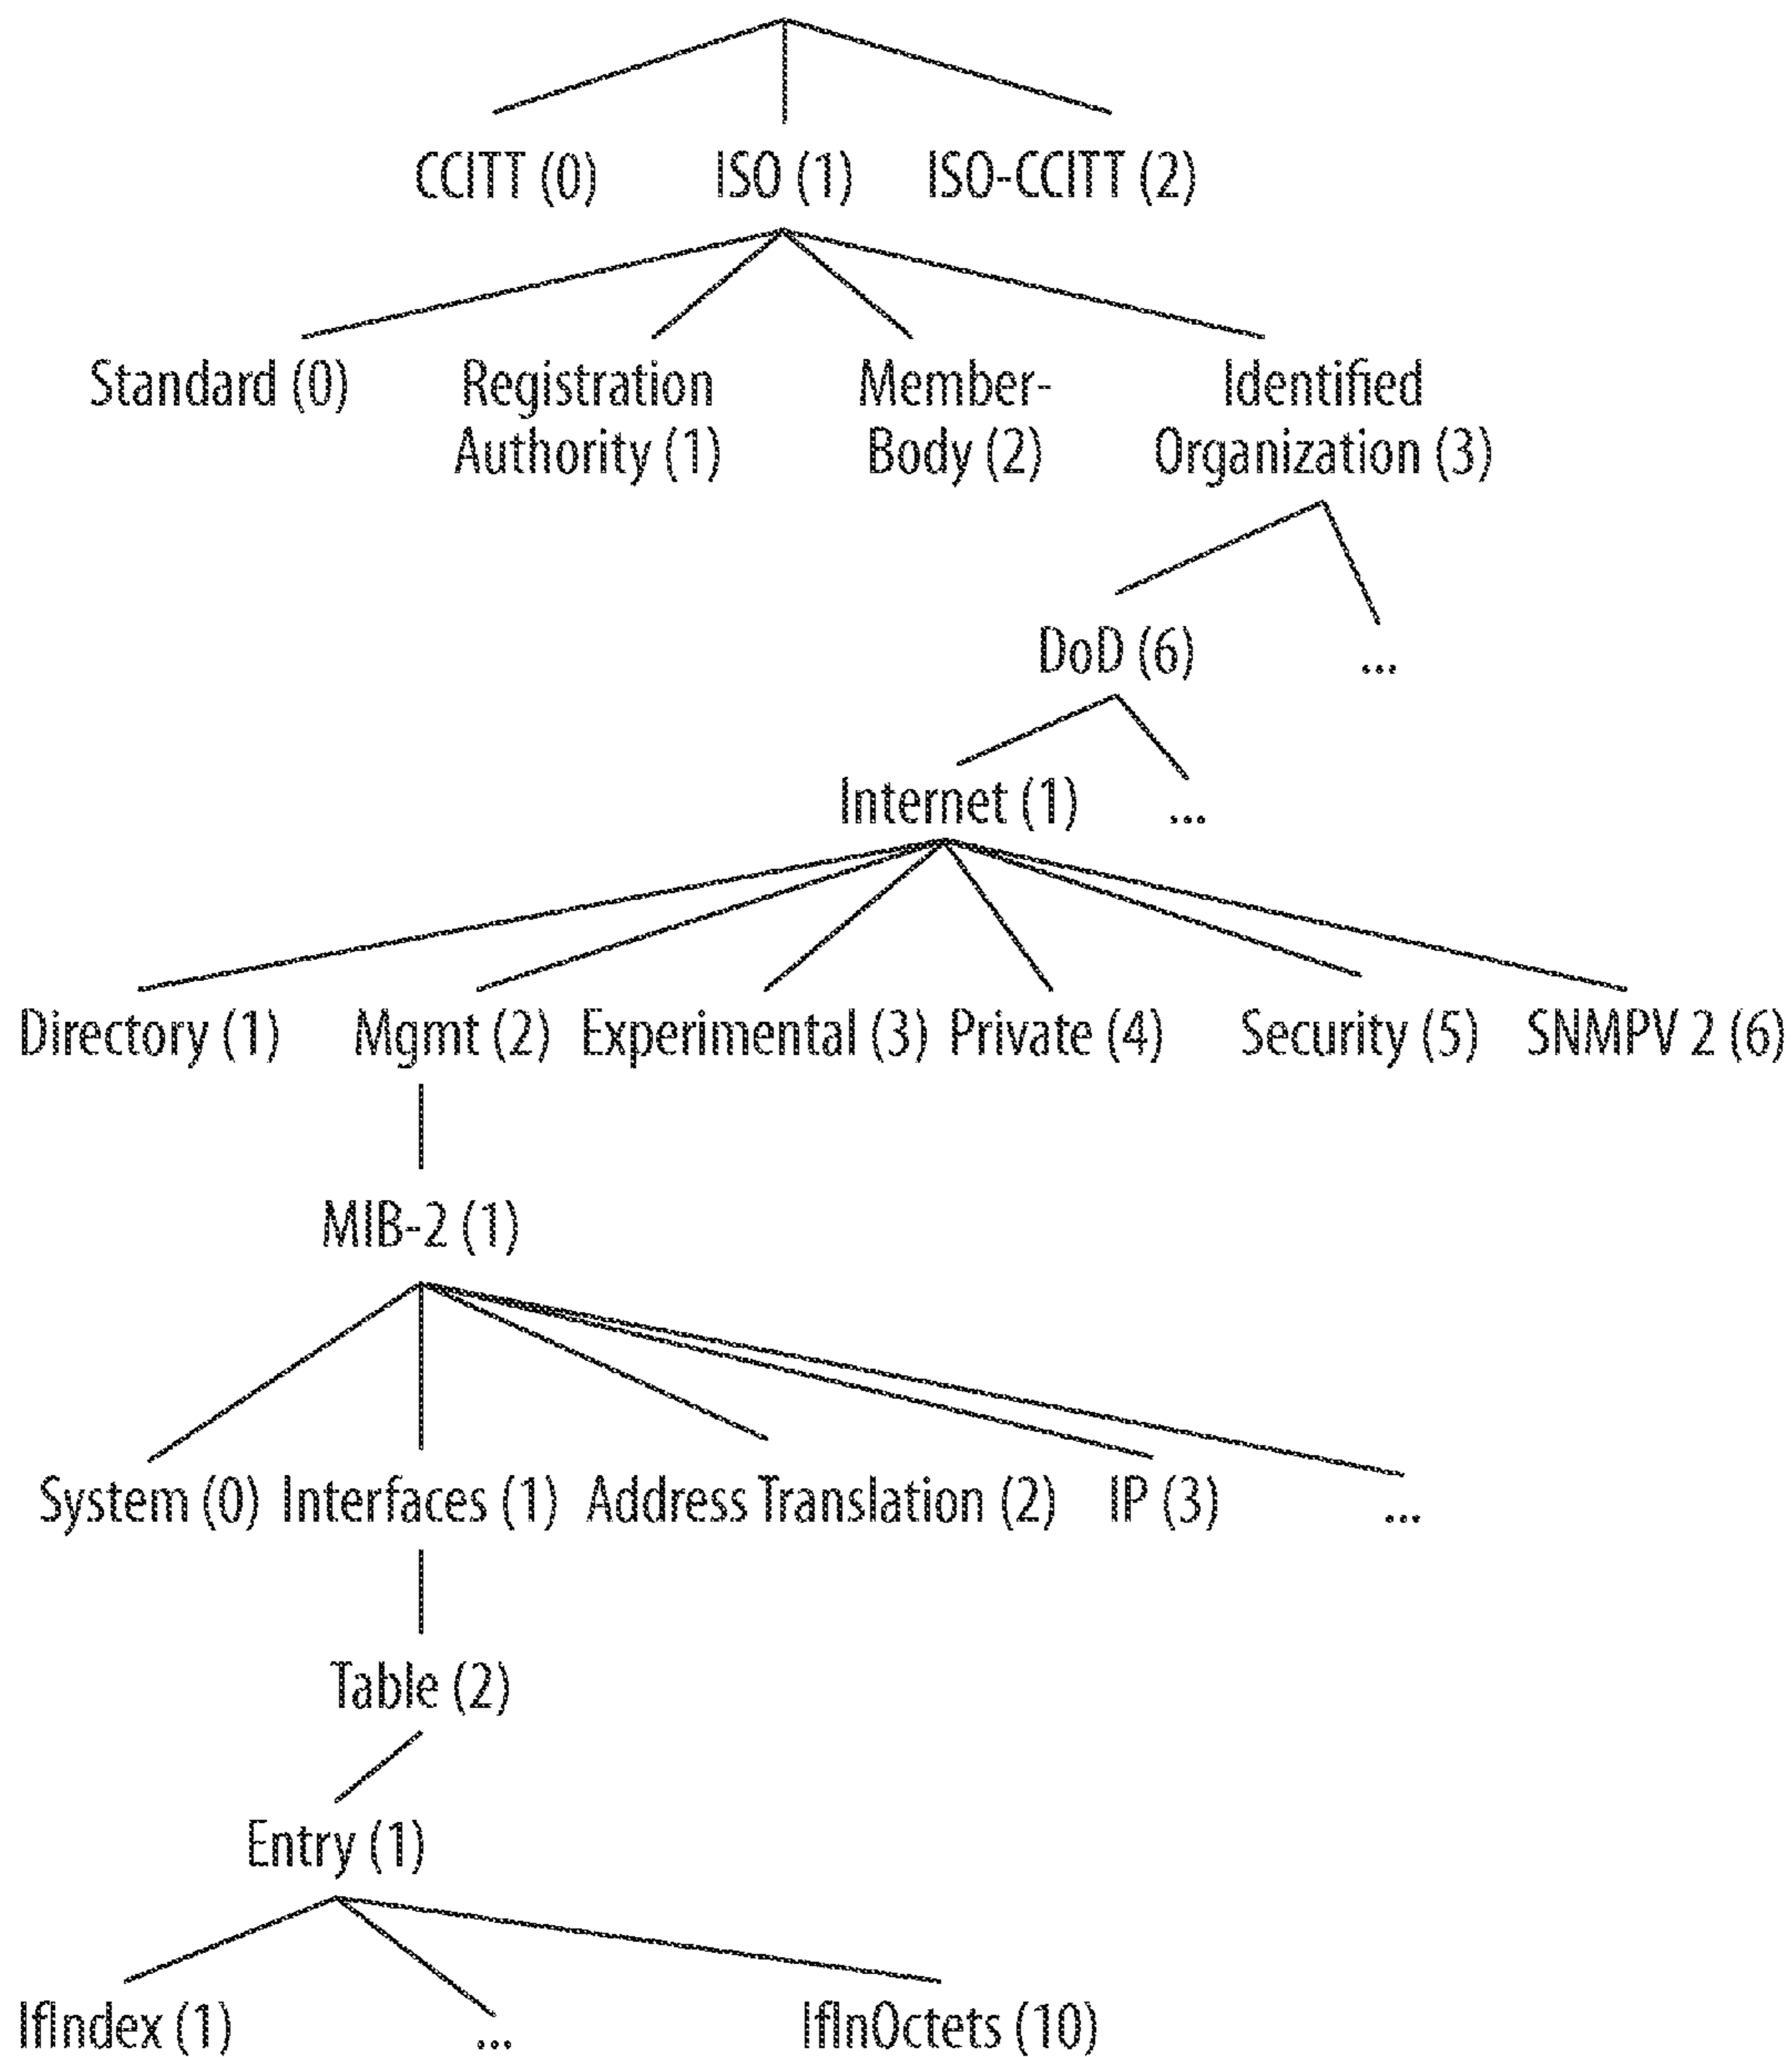 CCITT (0) ISO (1) ISO-CCITT (2)
Standard (0) Registration Member- Identified
Authority (1) Body (2) Organization (3)
DoD (6) ...
Internet (1) ...
Directory (1) Mgmt (2) Experimental (3) Private (4) Security (5) SNMPV 2 (6)
MIB-2 (1)
System (0) Interfaces (1) Address Translation (2) IP (3) ...
Table (2)
Entry (1)
IfIndex (1) ... IfInOctets (10)